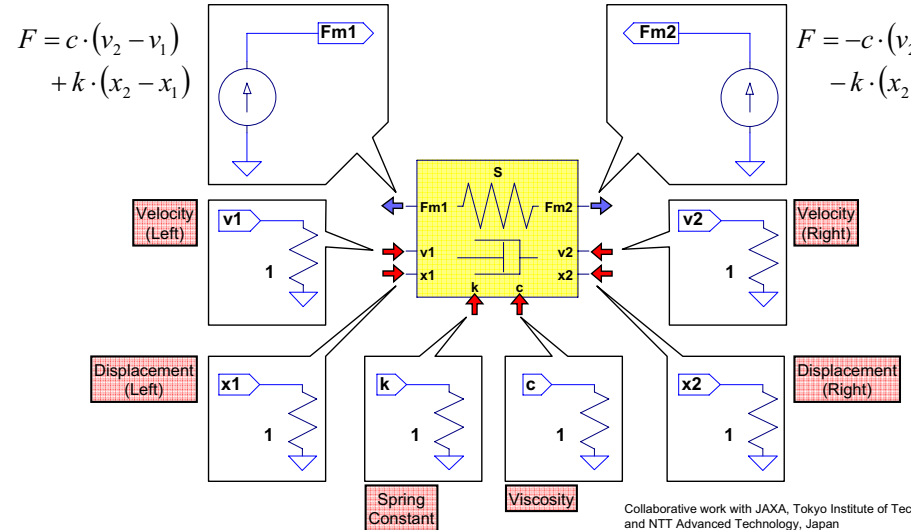 F = c · (v₂ − v₁)
+ k · (x₂ − x₁)
Fm1
Fm2
F = −c · (v₂
− k · (x₂
S
Fm1
Fm2
v1
v2
x1
x2
k
c
Velocity
(Left)
v1
1
v2
1
Velocity
(Right)
Displacement
(Left)
x1
1
k
1
c
1
x2
1
Displacement
(Right)
Spring
Constant
Viscosity
Collaborative work with JAXA, Tokyo Institute of Tec
and NTT Advanced Technology, Japan